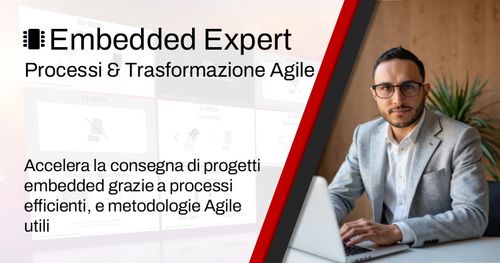 Embedded Expert
Processi & Trasformazione Agile
Accelera la consegna di progetti
embedded grazie a processi
efficienti, e metodologie Agile
utili